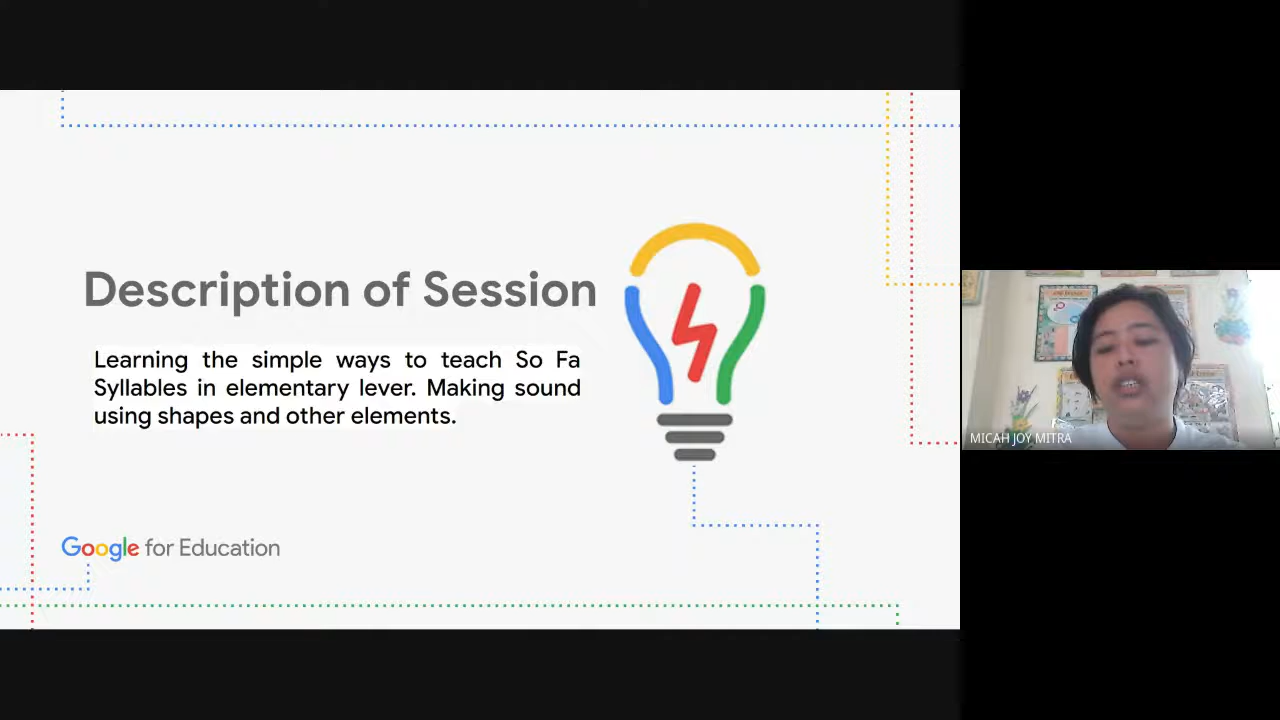 Description of Session
Learning the simple ways to teach So Fa
Syllables in elementary lever. Making sound
using shapes and other elements.
Google for Education
MICAH JOY MITRA